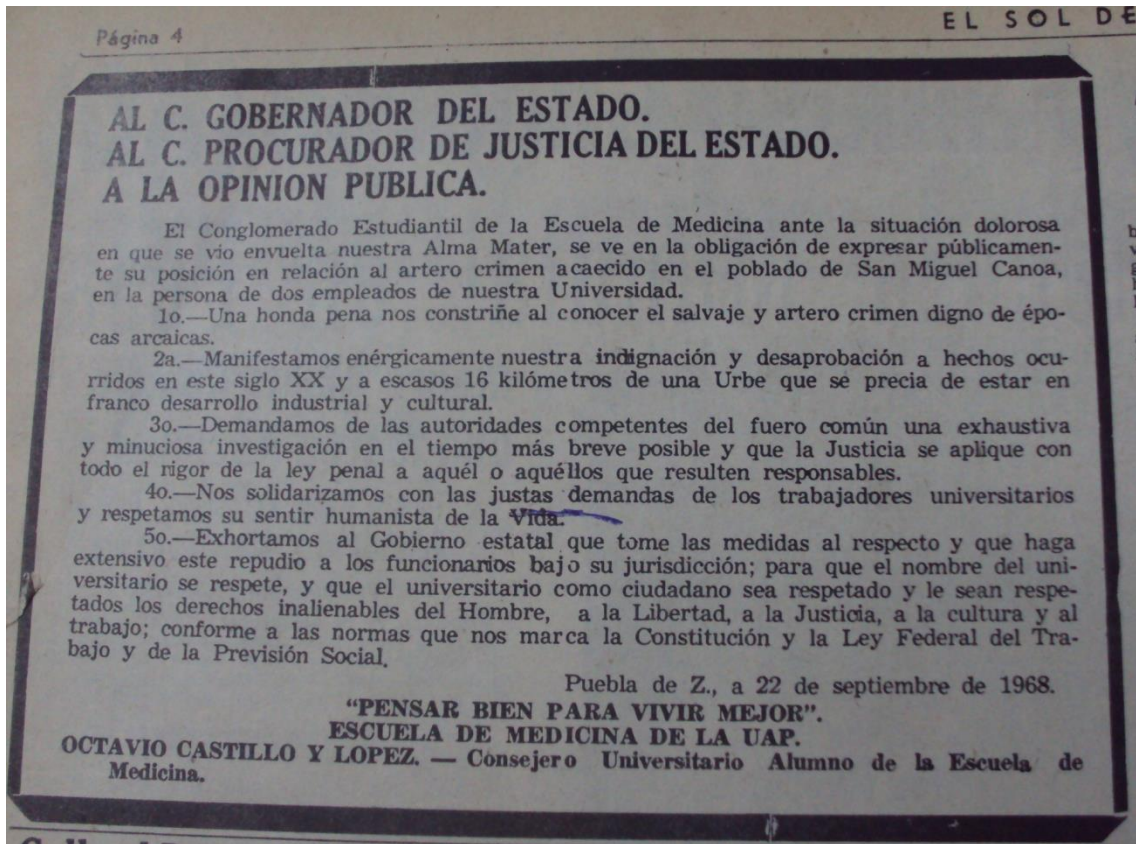 Página 4
EL SOL DE
AL C. GOBERNADOR DEL ESTADO.
AL C. PROCURADOR DE JUSTICIA DEL ESTADO.
A LA OPINION PUBLICA.
El Conglomerado Estudiantil de la Escuela de Medicina ante la situación dolorosa
en que se vio envuelta nuestra Alma Mater, se ve en la obligación de expresar públicamen-
te su posición en relación al artero crimen acaecido en el poblado de San Miguel Canoa,
en la persona de dos empleados de nuestra Universidad.
1o.—Una honda pena nos constriñe al conocer el salvaje y artero crimen digno de épo-
cas arcaicas.
2a.—Manifestamos enérgicamente nuestra indignación y desaprobación a hechos ocu-
rridos en este siglo XX y a escasos 16 kilómetros de una Urbe que se precia de estar en
franco desarrollo industrial y cultural.
3o.—Demandamos de las autoridades competentes del fuero común una exhaustiva
y minuciosa investigación en el tiempo más breve posible y que la Justicia se aplique con
todo el rigor de la ley penal a aquél o aquéllos que resulten responsables.
4o.—Nos solidarizamos con las justas demandas de los trabajadores universitarios
y respetamos su sentir humanista de la Vida.
5o.—Exhortamos al Gobierno estatal que tome las medidas al respecto y que haga
extensivo este repudio a los funcionarios bajo su jurisdicción; para que el nombre del uni-
versitario se respete, y que el universitario como ciudadano sea respetado y le sean respe-
tados los derechos inalienables del Hombre, a la Libertad, a la Justicia, a la cultura y al
trabajo; conforme a las normas que nos marca la Constitución y la Ley Federal del Tra-
bajo y de la Previsión Social.
Puebla de Z., a 22 de septiembre de 1968.
"PENSAR BIEN PARA VIVIR MEJOR".
ESCUELA DE MEDICINA DE LA UAP.
OCTAVIO CASTILLO Y LOPEZ. — Consejero Universitario Alumno de la Escuela de
Medicina.